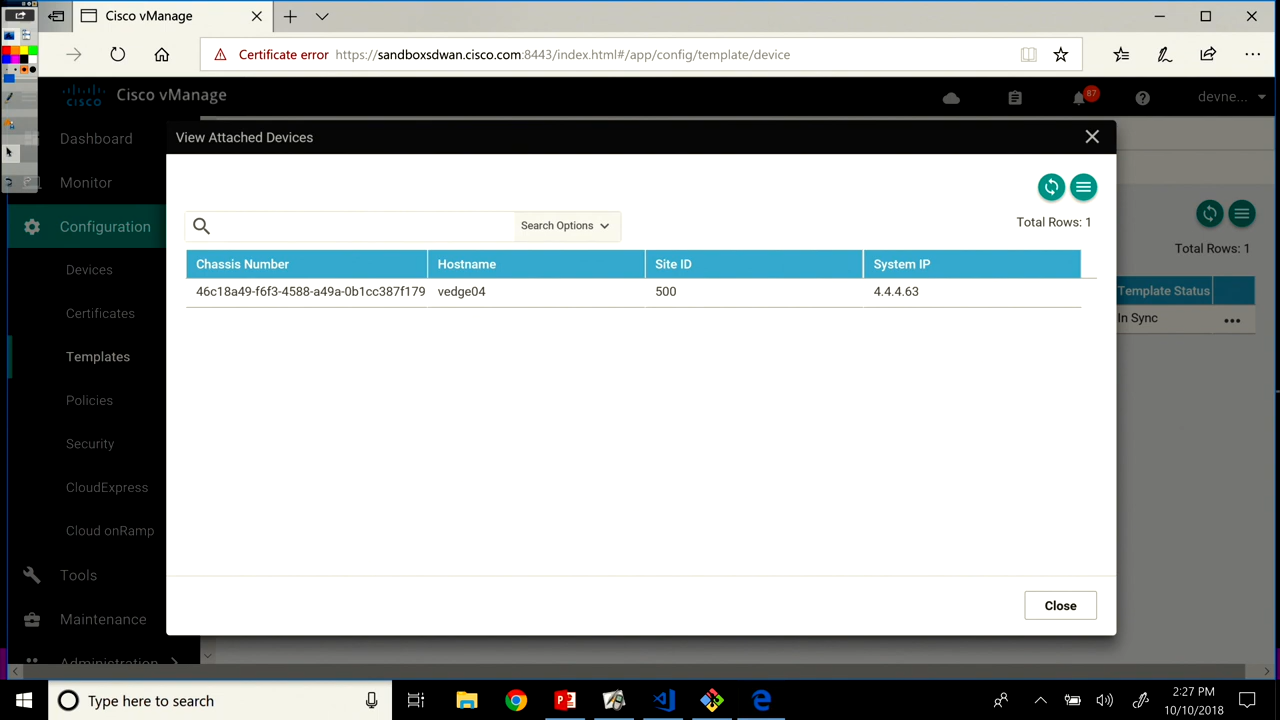 Cisco vManage
Certificate error https://sandboxsdwan.cisco.com:8443/index.html#/app/config/template/device
cisco Cisco vManage
87
devne...
Dashboard
Monitor
Configuration
Devices
Certificates
Templates
Policies
Security
CloudExpress
Cloud onRamp
Tools
Maintenance
Administration
View Attached Devices
Search Options
Total Rows: 1
Chassis Number Hostname Site ID System IP
46c18a49-f6f3-4588-a49a-0b1cc387f179 vedge04 500 4.4.4.63
Close
Total Rows: 1
Template Status
In Sync
Type here to search
2:27 PM
10/10/2018